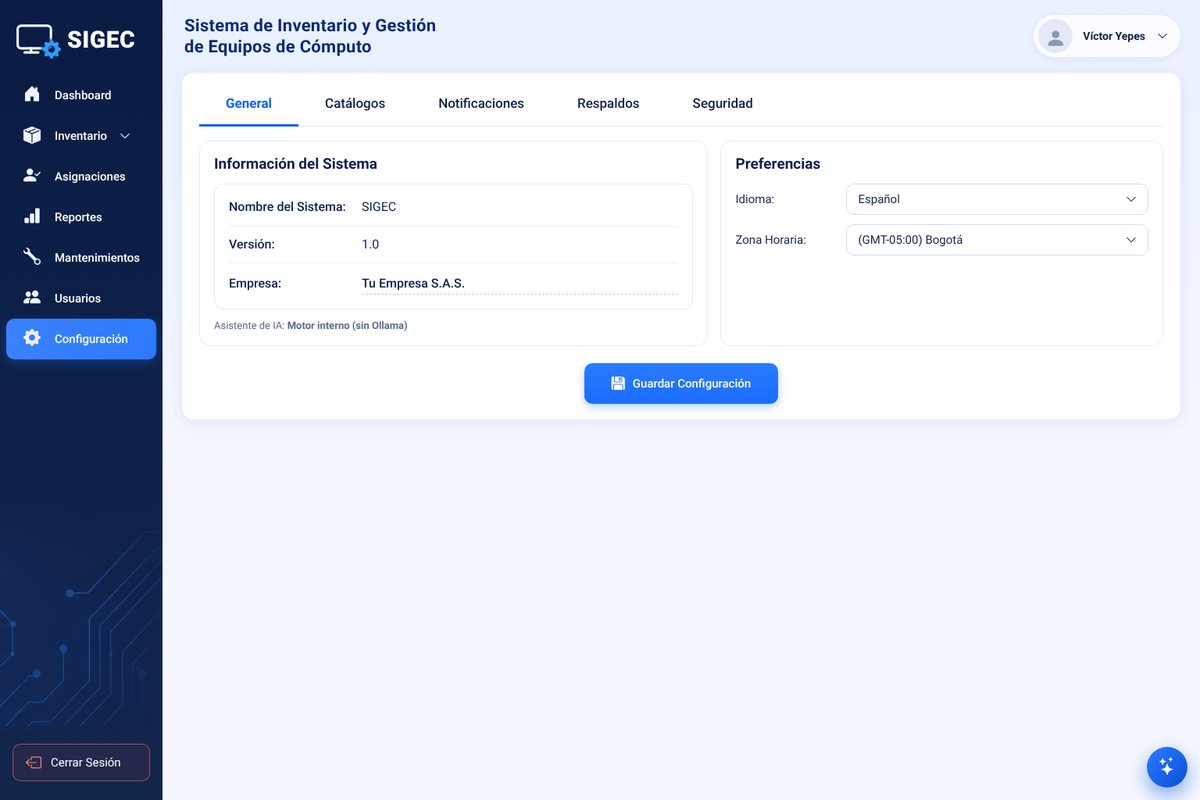 SIGEC
Dashboard
Inventario
Asignaciones
Reportes
Mantenimientos
Usuarios
Configuración
Cerrar Sesión
Sistema de Inventario y Gestión
de Equipos de Cómputo
Víctor Yepes
General Catálogos Notificaciones Respaldos Seguridad
Información del Sistema
Nombre del Sistema: SIGEC
Versión: 1.0
Empresa: Tu Empresa S.A.S.
Asistente de IA: Motor interno (sin Ollama)
Preferencias
Idioma: Español
Zona Horaria: (GMT-05:00) Bogotá
Guardar Configuración